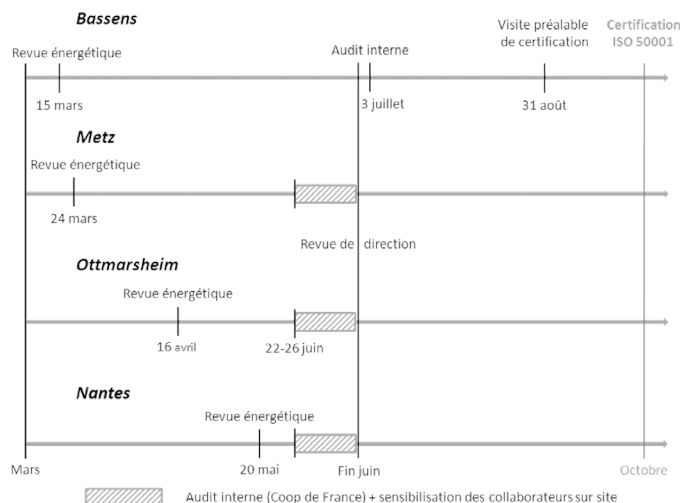 Bassens
Revue énergétique
Audit interne
Visite préalable
de certification
Certification
ISO 50001
15 mars
3 juillet
31 août
Metz
Revue énergétique
24 mars
Revue de direction
Ottmarsheim
Revue énergétique
16 avril
22-26 juin
Nantes
Revue énergétique
Mars
20 mai
Fin juin
Octobre
Audit interne (Coop de France) + sensibilisation des collaborateurs sur site